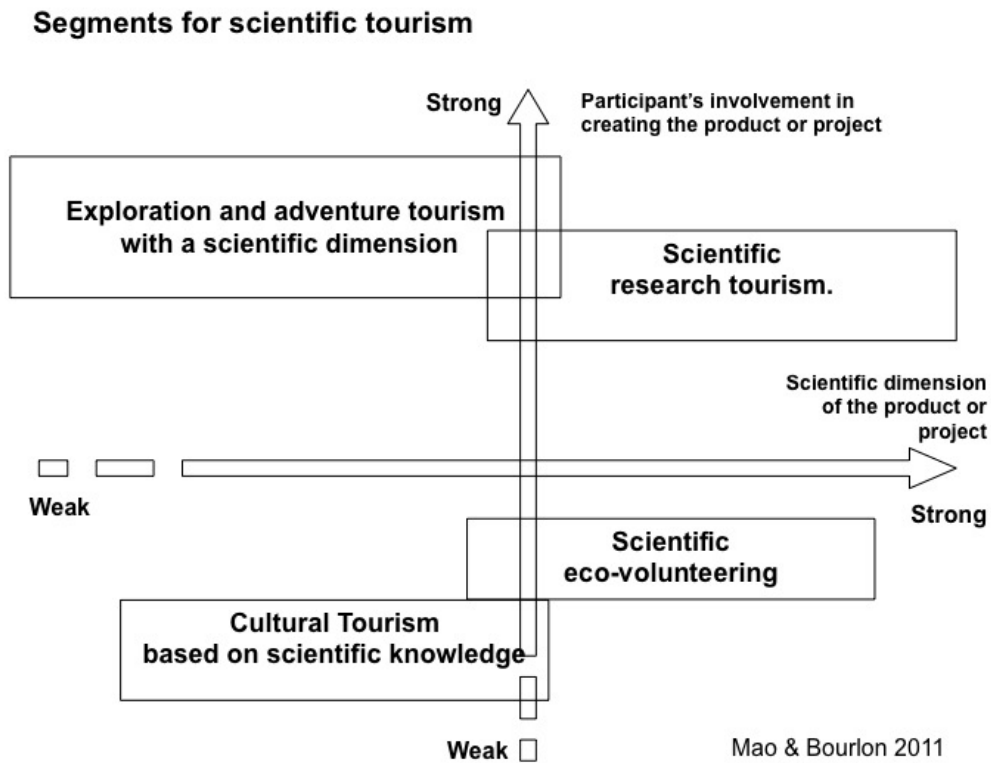 Segments for scientific tourism
Strong
Participant's involvement in
creating the product or project
Exploration and adventure tourism
with a scientific dimension
Scientific
research tourism.
Scientific dimension
of the product or
project
Weak
Strong
Scientific
eco-volunteering
Cultural Tourism
based on scientific knowledge
Weak
Mao & Bourlon 2011